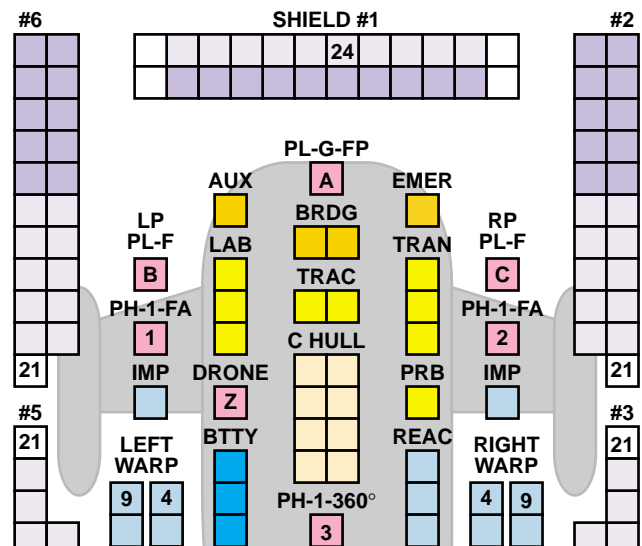 #6 SHIELD #1 #2
24
PL-G-FP
A
AUX EMER
BRDG
LP
PL-F
RP
PL-F
LAB TRAN
B C
TRAC
PH-1-FA PH-1-FA
1 2
C HULL
21 IMP DRONE PRB IMP 21
Z
#5 #3
21 21
LEFT
WARP
BTTY REAC
RIGHT
WARP
9 4 4 9
PH-1-360°
3